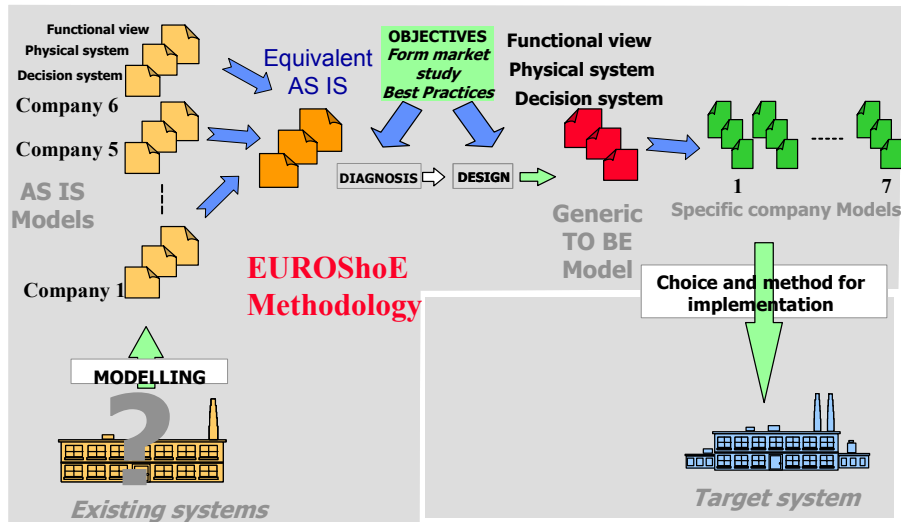 Functional view
Physical system
Decision system
Company 6
Company 5
AS IS
Models
Company 1
MODELLING
?
Existing systems
Equivalent
AS IS
OBJECTIVES
Form market
study
Best Practices
DIAGNOSIS
DESIGN
Functional view
Physical system
Decision system
Generic
TO BE
Model
1
7
Specific company Models
EUROShoE
Methodology
Choice and method for
implementation
Target system